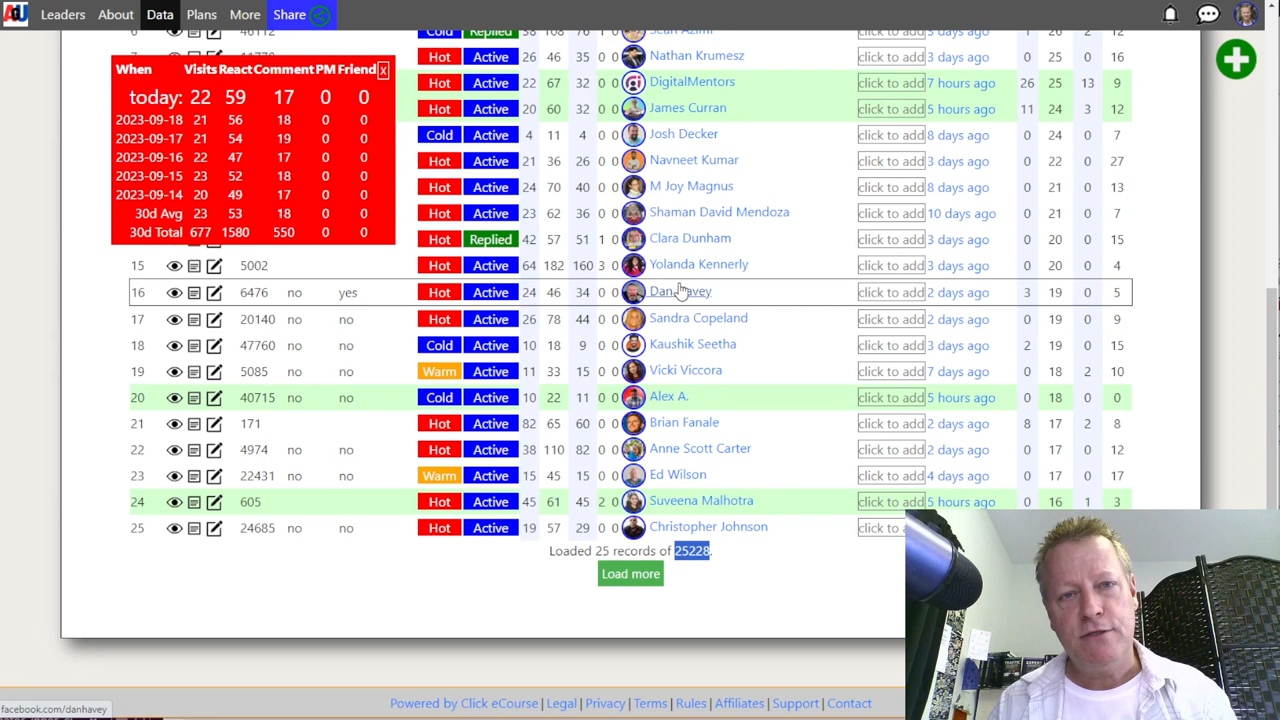 Leaders About Data Plans More Share
6 46112 Cold Replied 38 108 76 1 0 Sean Azimi click to add 3 days ago 1 26 2 12
Hot Active 26 46 35 0 0 Nathan Krumesz click to add 3 days ago 0 25 0 16
Hot Active 22 67 32 0 0 DigitalMentors click to add 7 hours ago 26 25 13 9
Hot Active 20 60 32 0 0 James Curran click to add 5 hours ago 11 24 3 12
Cold Active 4 11 4 0 0 Josh Decker click to add 8 days ago 0 24 0 7
Hot Active 21 36 26 0 0 Navneet Kumar click to add 3 days ago 0 22 0 27
Hot Active 24 70 40 0 0 M Joy Magnus click to add 8 days ago 0 21 0 13
Hot Active 23 62 36 0 0 Shaman David Mendoza click to add 10 days ago 0 21 0 7
Hot Replied 42 57 51 1 0 Clara Dunham click to add 3 days ago 0 20 0 15
15 5002 Hot Active 64 182 160 3 0 Yolanda Kennerly click to add 3 days ago 0 20 0 4
16 6476 no yes Hot Active 24 46 34 0 0 Dan Havey click to add 2 days ago 3 19 0 5
17 20140 no no Hot Active 26 78 44 0 0 Sandra Copeland click to add 2 days ago 0 19 0 9
18 47760 no no Cold Active 10 18 9 0 0 Kaushik Seetha click to add 3 days ago 2 19 0 15
19 5085 no no Warm Active 11 33 15 0 0 Vicki Viccora click to add 7 days ago 0 18 2 10
20 40715 no no Cold Active 10 22 11 0 0 Alex A. click to add 5 hours ago 0 18 0 0
21 171 Hot Active 82 65 60 0 0 Brian Fanale click to add 2 days ago 8 17 2 8
22 4974 no no Hot Active 38 110 82 0 0 Anne Scott Carter click to add 2 days ago 0 17 0 12
23 22431 no no Warm Active 15 45 15 0 0 Ed Wilson click to add 4 days ago 0 17 0 17
24 605 Hot Active 45 61 45 2 0 Suveena Malhotra click to add 5 hours ago 0 16 1 3
25 24685 no no Hot Active 19 57 29 0 0 Christopher Johnson click to
Loaded 25 records of 25228.
Load more
When Visits React Comment PM Friend x
today: 22 59 17 0 0
2023-09-18 21 56 18 0 0
2023-09-17 21 54 19 0 0
2023-09-16 22 47 17 0 0
2023-09-15 23 52 18 0 0
2023-09-14 20 49 17 0 0
30d Avg 23 53 18 0 0
30d Total 677 1580 550 0 0
facebook.com/danhavey
Powered by Click eCourse | Legal | Privacy | Terms | Rules | Affiliates | Support | Contact